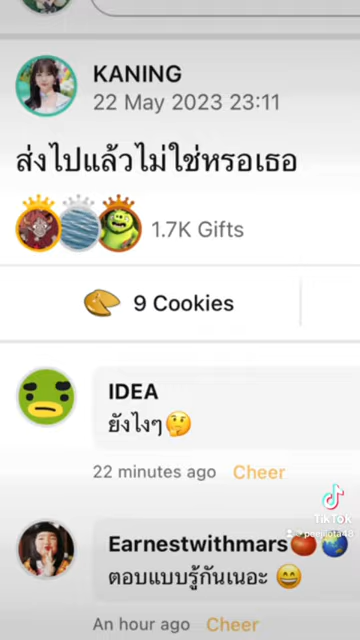 KANING
22 May 2023 23:11
ส่งไปแล้วไม่ใช่หรอเธอ
1.7K Gifts
9 Cookies
IDEA
ยังไงๆ🤔
22 minutes ago Cheer
TikTok
Earnestwithmars🍅🌏
ตอบแบบรู้กันเนอะ 😄
An hour ago Cheer